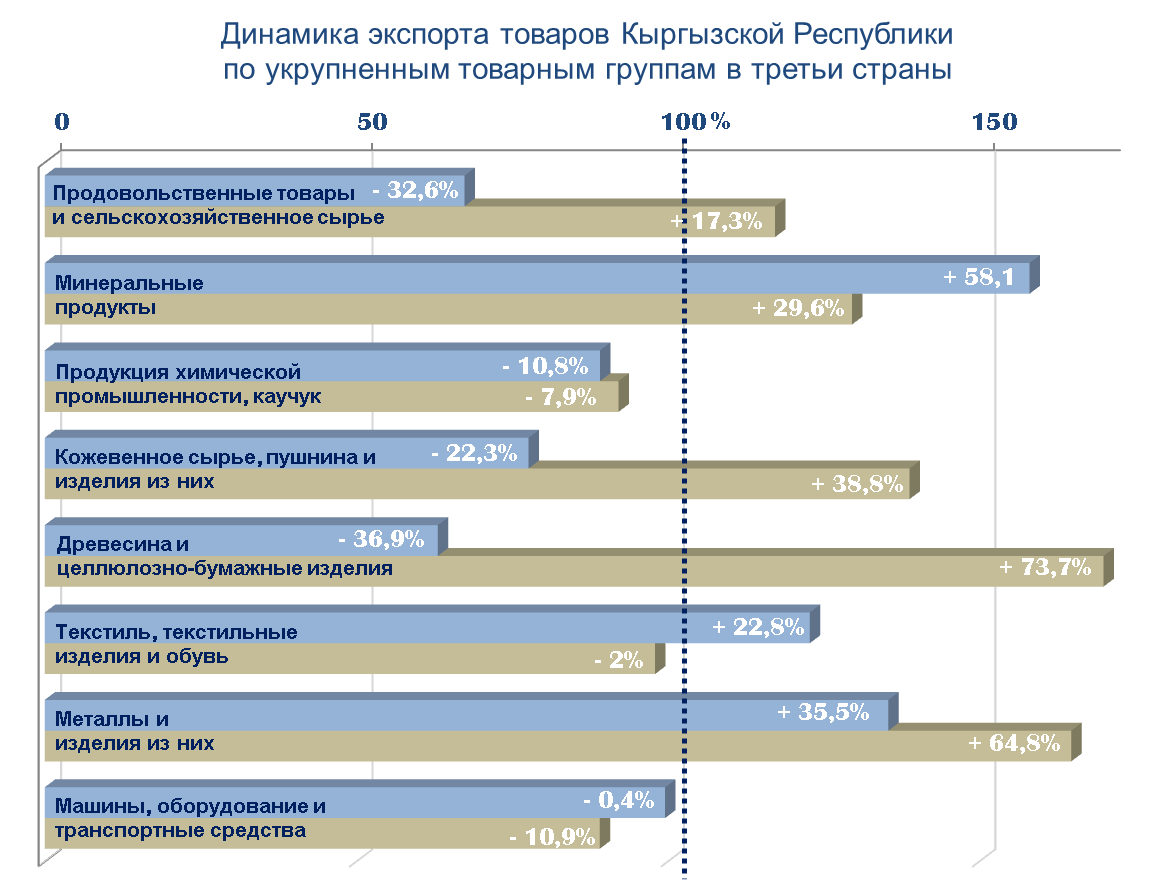 Динамика экспорта товаров Кыргызской Республики
по укрупненным товарным группам в третьи страны
0 50 100% 150
Продовольственные товары - 32,6%
и сельскохозяйственное сырье + 17,3%
Минеральные + 58,1
продукты + 29,6%
Продукция химической - 10,8%
промышленности, каучук - 7,9%
Кожевенное сырье, пушнина и - 22,3%
изделия из них + 38,8%
Древесина и - 36,9%
целлюлозно-бумажные изделия + 73,7%
Текстиль, текстильные + 22,8%
изделия и обувь - 2%
Металлы и + 35,5%
изделия из них + 64,8%
Машины, оборудование и - 0,4%
транспортные средства - 10,9%